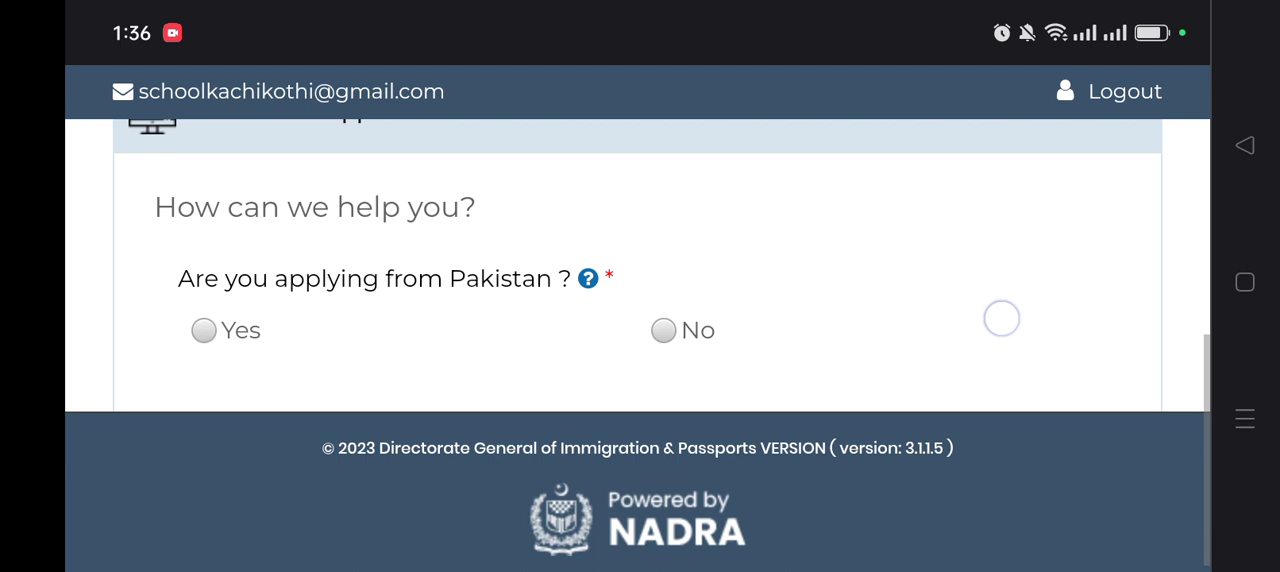 1:36
schoolkachikothi@gmail.com
Logout
How can we help you?
Are you applying from Pakistan ? ? *
Yes
No
© 2023 Directorate General of Immigration & Passports VERSION ( version: 3.1.1.5 )
Powered by
NADRA